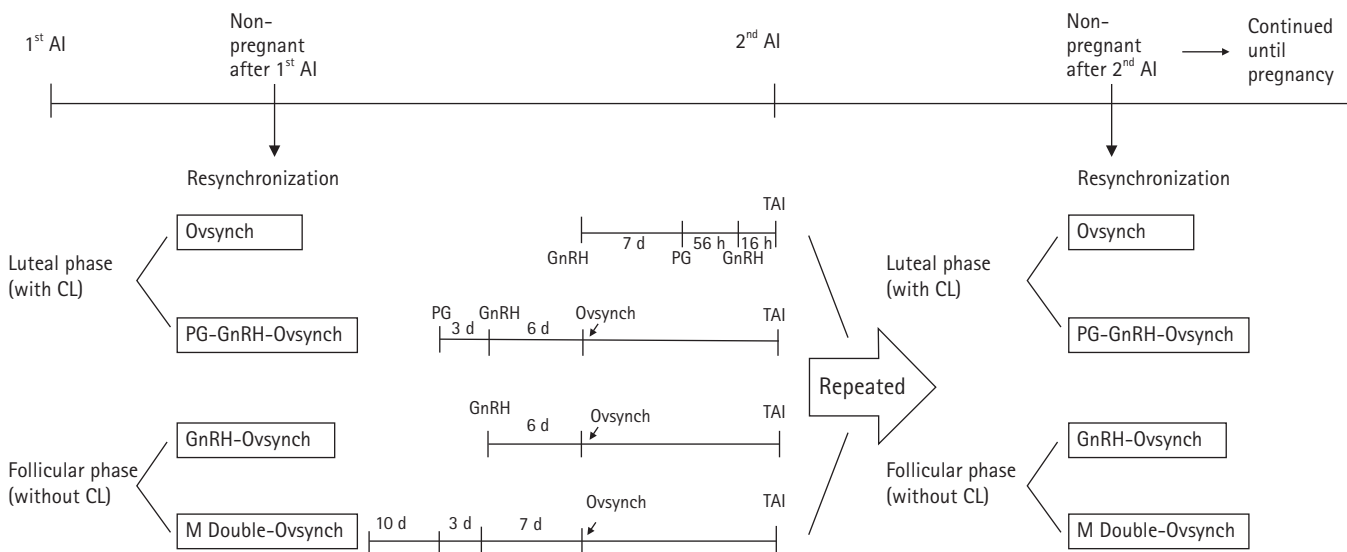 1st AI
Non-
pregnant
after 1st AI
2nd AI
Non-
pregnant
after 2nd AI
Continued
until
pregnancy
Resynchronization
Resynchronization
Luteal phase
(with CL)
Ovsynch
PG-GnRH-Ovsynch
TAI
7 d 56 h 16 h
GnRH PG GnRH
PG GnRH Ovsynch TAI
3 d 6 d
Follicular phase
(without CL)
GnRH-Ovsynch
M Double-Ovsynch
GnRH Ovsynch TAI
6 d
Ovsynch TAI
10 d 3 d 7 d
Repeated
Luteal phase
(with CL)
Ovsynch
PG-GnRH-Ovsynch
Follicular phase
(without CL)
GnRH-Ovsynch
M Double-Ovsynch